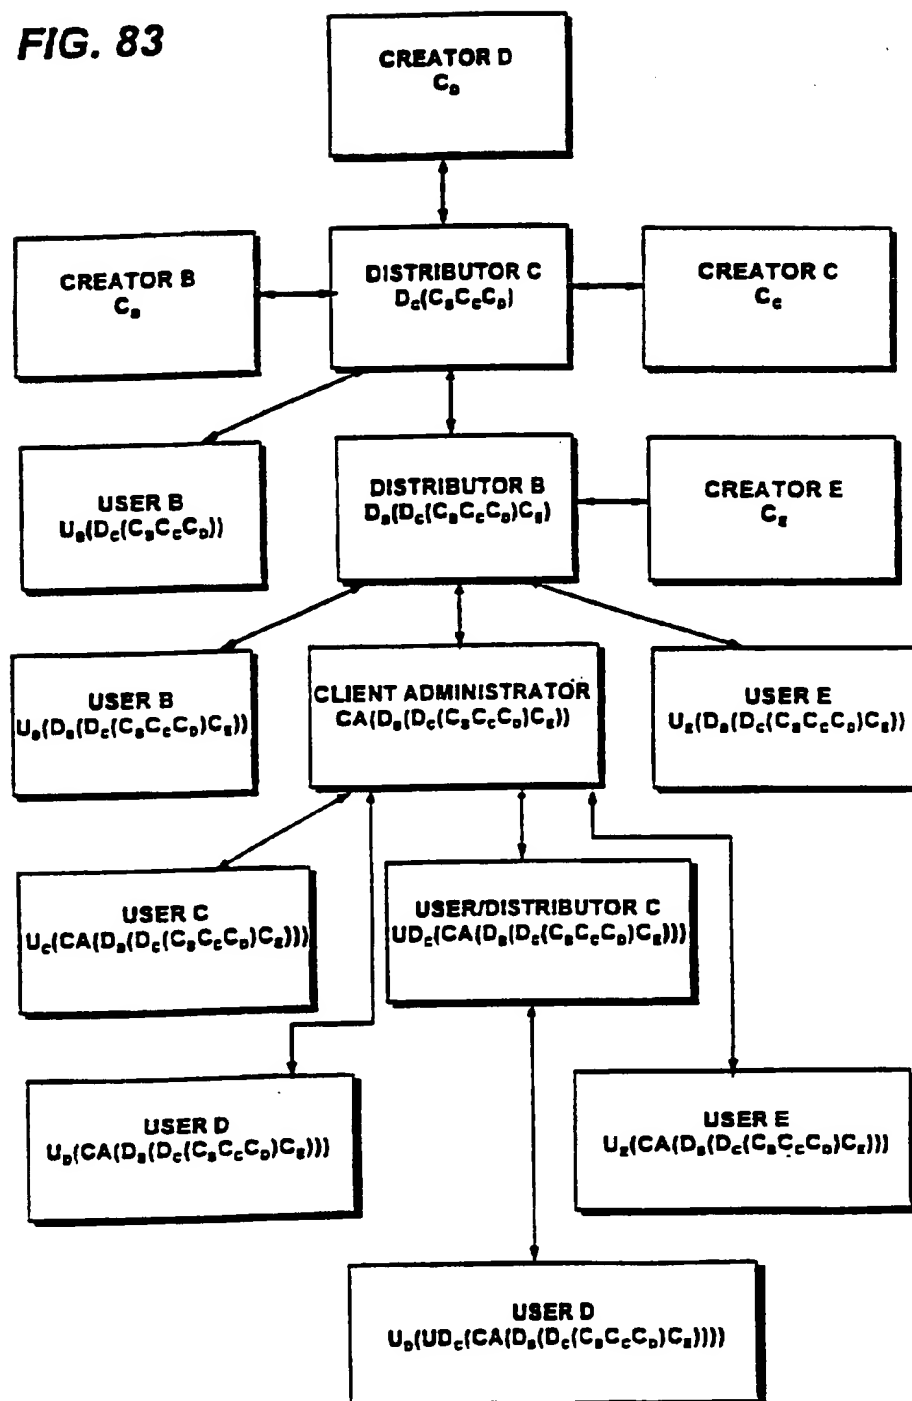 FIG. 83
CREATOR D
C_D
CREATOR B
C_B
DISTRIBUTOR C
D_C(C_BC_CC_D)
CREATOR C
C_C
USER B
U_B(D_C(C_BC_CC_D))
DISTRIBUTOR B
D_B(D_C(C_BC_CC_D)C_E)
CREATOR E
C_E
USER B
U_B(D_B(D_C(C_BC_CC_D)C_E))
CLIENT ADMINISTRATOR
CA(D_B(D_C(C_BC_CC_D)C_E))
USER E
U_E(D_B(D_C(C_BC_CC_D)C_E))
USER C
U_C(CA(D_B(D_C(C_BC_CC_D)C_E)))
USER/DISTRIBUTOR C
UD_C(CA(D_B(D_C(C_BC_CC_D)C_E)))
USER D
U_D(CA(D_B(D_C(C_BC_CC_D)C_E)))
USER E
U_E(CA(D_B(D_C(C_BC_CC_D)C_E)))
USER D
U_D(UD_C(CA(D_B(D_C(C_BC_CC_D)C_E))))